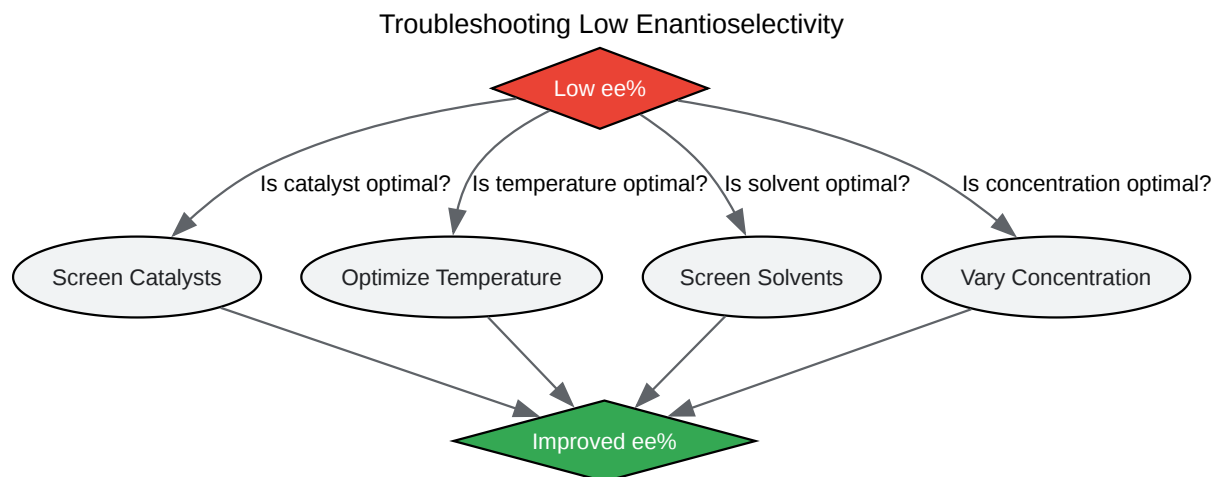 Troubleshooting Low Enantioselectivity
Low ee%
Is catalyst optimal?
Is temperature optimal?
Is solvent optimal?
Is concentration optimal?
Screen Catalysts
Optimize Temperature
Screen Solvents
Vary Concentration
Improved ee%